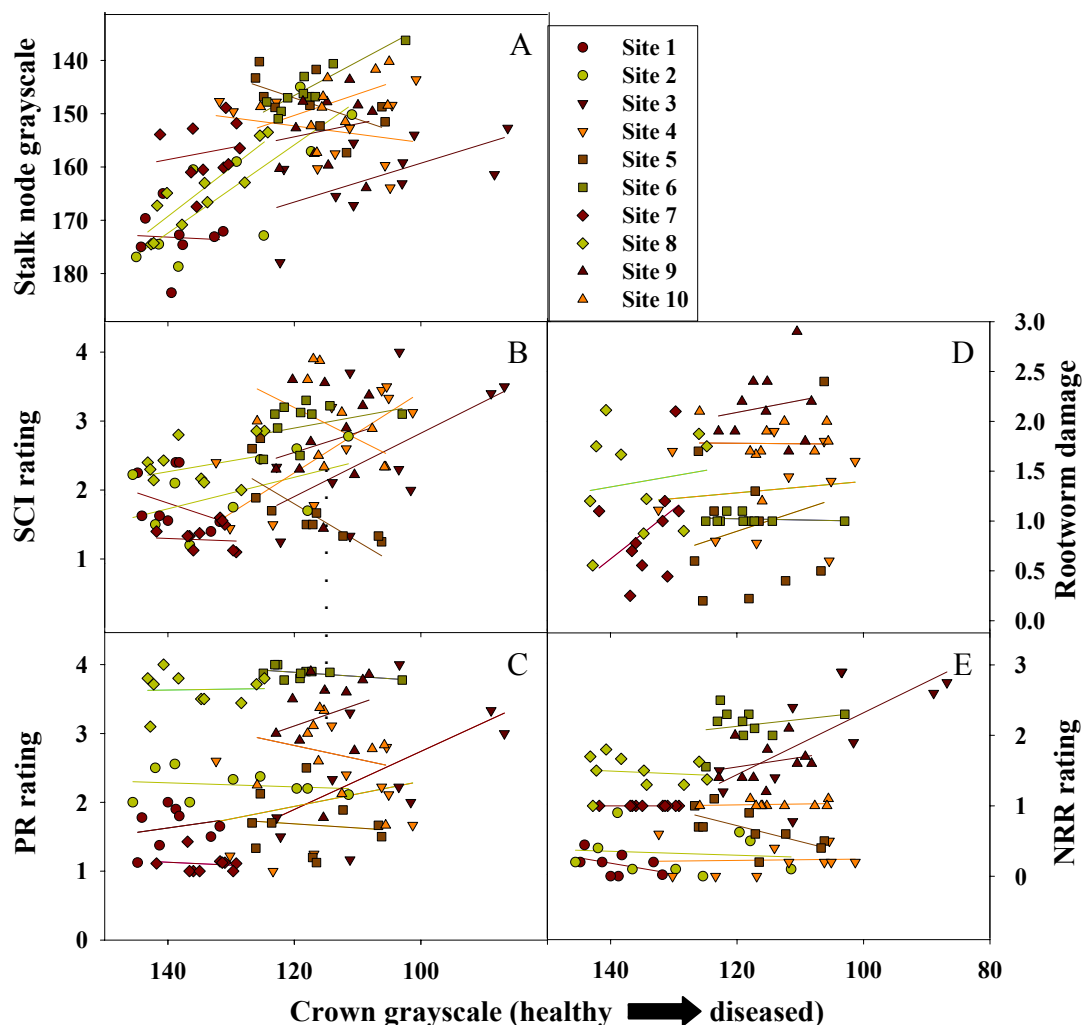 A
Stalk node grayscale
140
150
160
170
180
Site 1
Site 2
Site 3
Site 4
Site 5
Site 6
Site 7
Site 8
Site 9
Site 10
B
SCI rating
4
3
2
1
D
Rootworm damage
3.0
2.5
2.0
1.5
1.0
0.5
0.0
C
PR rating
4
3
2
1
0
E
NRR rating
3
2
1
0
140 120 100
140 120 100 80
Crown grayscale (healthy diseased)